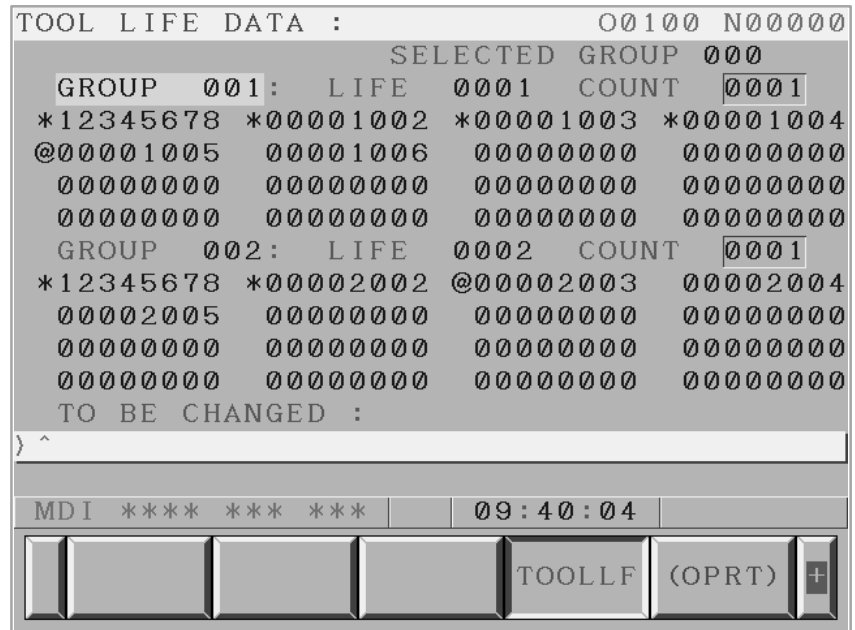 TOOL LIFE DATA : O0100 N00000
SELECTED GROUP 000
GROUP 001: LIFE 0001 COUNT 0001
*12345678 *00001002 *00001003 *00001004
@00001005 00001006 00000000 00000000
00000000 00000000 00000000 00000000
00000000 00000000 00000000 00000000
GROUP 002: LIFE 0002 COUNT 0001
*12345678 *00002002 @00002003 00002004
00002005 00000000 00000000 00000000
00000000 00000000 00000000 00000000
00000000 00000000 00000000 00000000
TO BE CHANGED :
) ^
MDI **** *** *** 09:40:04
TOOLLF (OPRT) +